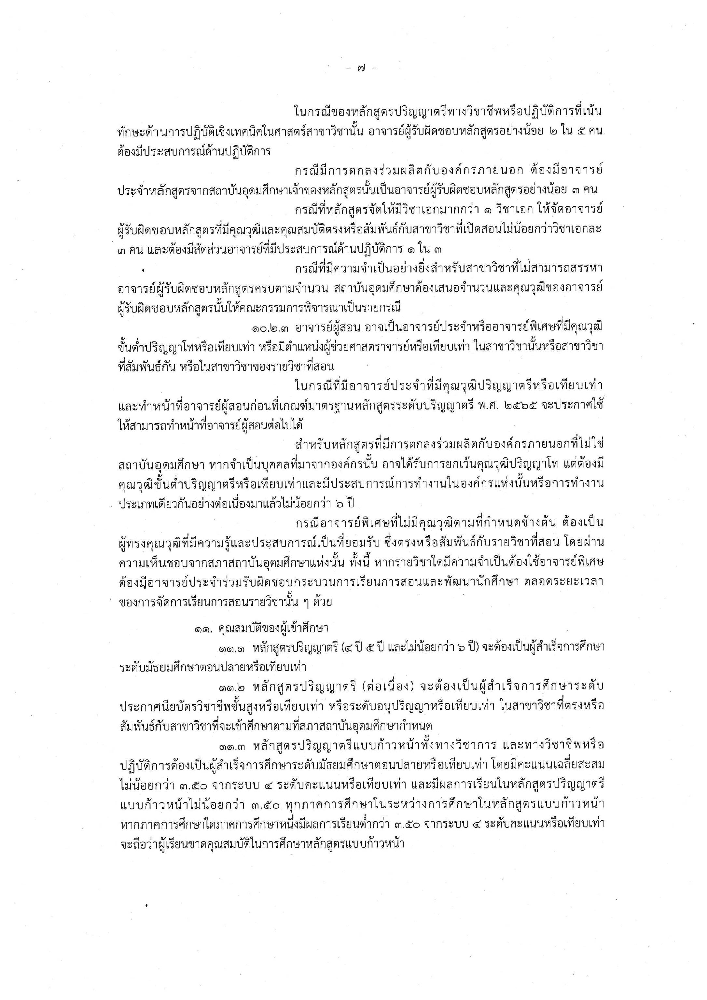 - ๗ -
ในกรณีของหลักสูตรปริญญาตรีทางวิชาชีพหรือปฏิบัติการที่เน้น
ทักษะด้านการปฏิบัติเชิงเทคนิคในศาสตร์สาขาวิชานั้น อาจารย์ผู้รับผิดชอบหลักสูตรอย่างน้อย ๒ ใน ๕ คน
ต้องมีประสบการณ์ด้านปฏิบัติการ
กรณีมีการตกลงร่วมผลิตกับองค์กรภายนอก ต้องมีอาจารย์
ประจำหลักสูตรจากสถาบันอุดมศึกษาเจ้าของหลักสูตรนั้นเป็นอาจารย์ผู้รับผิดชอบหลักสูตรอย่างน้อย ๓ คน
กรณีที่หลักสูตรจัดให้มีวิชาเอกมากกว่า ๑ วิชาเอก ให้จัดอาจารย์
ผู้รับผิดชอบหลักสูตรที่มีคุณวุฒิและคุณสมบัติตรงหรือสัมพันธ์กับสาขาวิชาที่เปิดสอนไม่น้อยกว่าวิชาเอกละ
๓ คน และต้องมีสัดส่วนอาจารย์ที่มีประสบการณ์ด้านปฏิบัติการ ๑ ใน ๓
กรณีที่มีความจำเป็นอย่างยิ่งสำหรับสาขาวิชาที่ไม่สามารถสรรหา
อาจารย์ผู้รับผิดชอบหลักสูตรครบตามจำนวน สถาบันอุดมศึกษาต้องเสนอจำนวนและคุณวุฒิของอาจารย์
ผู้รับผิดชอบหลักสูตรนั้นให้คณะกรรมการพิจารณาเป็นรายกรณี
๑๐.๒.๓ อาจารย์ผู้สอน อาจเป็นอาจารย์ประจำหรืออาจารย์พิเศษที่มีคุณวุฒิ
ขั้นต่ำปริญญาโทหรือเทียบเท่า หรือมีตำแหน่งผู้ช่วยศาสตราจารย์หรือเทียบเท่า ในสาขาวิชานั้นหรือสาขาวิชา
ที่สัมพันธ์กัน หรือในสาขาวิชาของรายวิชาที่สอน
ในกรณีที่มีอาจารย์ประจำที่มีคุณวุฒิปริญญาตรีหรือเทียบเท่า
และทำหน้าที่อาจารย์ผู้สอนก่อนที่เกณฑ์มาตรฐานหลักสูตรระดับปริญญาตรี พ.ศ. ๒๕๖๕ จะประกาศใช้
ให้สามารถทำหน้าที่อาจารย์ผู้สอนต่อไปได้
สำหรับหลักสูตรที่มีการตกลงร่วมผลิตกับองค์กรภายนอกที่ไม่ใช่
สถาบันอุดมศึกษา หากจำเป็นบุคคลที่มาจากองค์กรนั้น อาจได้รับการยกเว้นคุณวุฒิปริญญาโท แต่ต้องมี
คุณวุฒิขั้นต่ำปริญญาตรีหรือเทียบเท่าและมีประสบการณ์การทำงานในองค์กรแห่งนั้นหรือการทำงาน
ประเภทเดียวกันอย่างต่อเนื่องมาแล้วไม่น้อยกว่า ๖ ปี
กรณีอาจารย์พิเศษที่ไม่มีคุณวุฒิตามที่กำหนดข้างต้น ต้องเป็น
ผู้ทรงคุณวุฒิที่มีความรู้และประสบการณ์เป็นที่ยอมรับ ซึ่งตรงหรือสัมพันธ์กับรายวิชาที่สอน โดยผ่าน
ความเห็นชอบจากสภาสถาบันอุดมศึกษาแห่งนั้น ทั้งนี้ หากรายวิชาใดมีความจำเป็นต้องใช้อาจารย์พิเศษ
ต้องมีอาจารย์ประจำร่วมรับผิดชอบกระบวนการเรียนการสอนและพัฒนานักศึกษา ตลอดระยะเวลา
ของการจัดการเรียนการสอนรายวิชานั้น ๆ ด้วย
๑๑. คุณสมบัติของผู้เข้าศึกษา
๑๑.๑ หลักสูตรปริญญาตรี (๔ ปี ๕ ปี และไม่น้อยกว่า ๖ ปี) จะต้องเป็นผู้สำเร็จการศึกษา
ระดับมัธยมศึกษาตอนปลายหรือเทียบเท่า
๑๑.๒ หลักสูตรปริญญาตรี (ต่อเนื่อง) จะต้องเป็นผู้สำเร็จการศึกษาระดับ
ประกาศนียบัตรวิชาชีพชั้นสูงหรือเทียบเท่า หรือระดับอนุปริญญาหรือเทียบเท่า ในสาขาวิชาที่ตรงหรือ
สัมพันธ์กับสาขาวิชาที่จะเข้าศึกษาตามที่สภาสถาบันอุดมศึกษากำหนด
๑๑.๓ หลักสูตรปริญญาตรีแบบก้าวหน้าทั้งทางวิชาการ และทางวิชาชีพหรือ
ปฏิบัติการต้องเป็นผู้สำเร็จการศึกษาระดับมัธยมศึกษาตอนปลายหรือเทียบเท่า โดยมีคะแนนเฉลี่ยสะสม
ไม่น้อยกว่า ๓.๕๐ จากระบบ ๔ ระดับคะแนนหรือเทียบเท่า และมีผลการเรียนในหลักสูตรปริญญาตรี
แบบก้าวหน้าไม่น้อยกว่า ๓.๕๐ ทุกภาคการศึกษาในระหว่างการศึกษาในหลักสูตรแบบก้าวหน้า
หากภาคการศึกษาใดภาคการศึกษาหนึ่งมีผลการเรียนต่ำกว่า ๓.๕๐ จากระบบ ๔ ระดับคะแนนหรือเทียบเท่า
จะถือว่าผู้เรียนขาดคุณสมบัติในการศึกษาหลักสูตรแบบก้าวหน้า